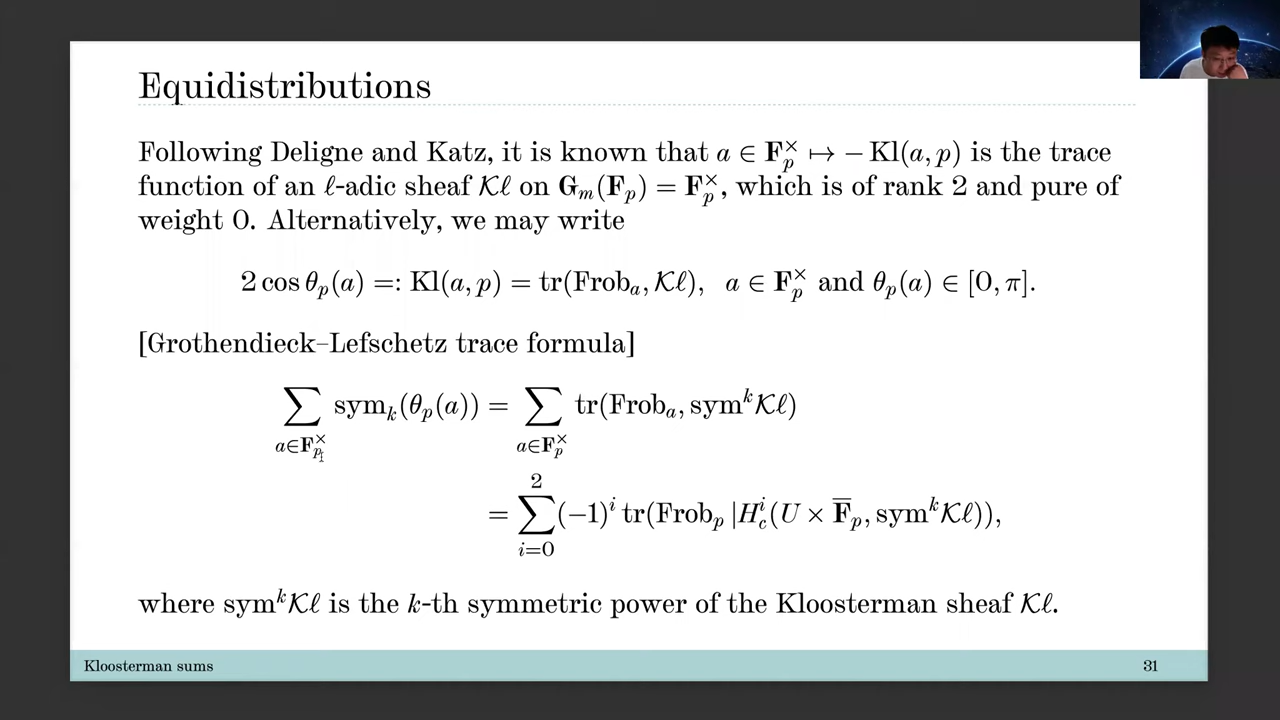 Equidistributions
Following Deligne and Katz, it is known that a ∈ F_p^× ↦ − Kl(a, p) is the trace
function of an ℓ-adic sheaf 𝒦ℓ on G_m(F_p) = F_p^×, which is of rank 2 and pure of
weight 0. Alternatively, we may write
2 cos θ_p(a) =: Kl(a, p) = tr(Frob_a, 𝒦ℓ), a ∈ F_p^× and θ_p(a) ∈ [0, π].
[Grothendieck–Lefschetz trace formula]
∑_{a∈F_p^×} sym_k(θ_p(a)) = ∑_{a∈F_p^×} tr(Frob_a, sym^k 𝒦ℓ)
= ∑_{i=0}^{2} (−1)^i tr(Frob_p |H_c^i(U × F̅_p, sym^k 𝒦ℓ)),
where sym^k 𝒦ℓ is the k-th symmetric power of the Kloosterman sheaf 𝒦ℓ.
Kloosterman sums 31